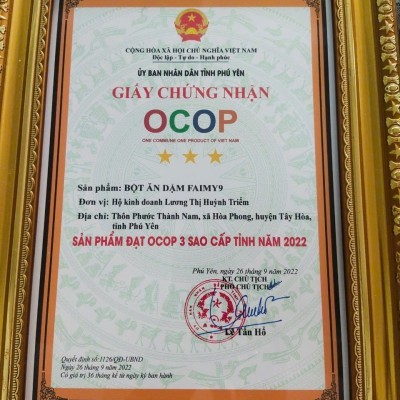 CỘNG HÒA XÃ HỘI CHỦ NGHĨA VIỆT NAM
Độc lập - Tự do - Hạnh phúc
ỦY BAN NHÂN DÂN TỈNH PHÚ YÊN
GIẤY CHỨNG NHẬN
OCOP
ONE COMMUNE ONE PRODUCT OF VIET NAM
Sản phẩm: BỘT ĂN DẶM FAIMY9
Đơn vị: Hộ kinh doanh Lương Thị Huỳnh Triễm
Địa chỉ: Thôn Phước Thành Nam, xã Hòa Phong, huyện Tây Hòa,
tỉnh Phú Yên
SẢN PHẨM ĐẠT OCOP 3 SAO CẤP TỈNH NĂM 2022
Phú Yên, ngày 26 tháng 9 năm 2022
KT. CHỦ TỊCH
PHÓ CHỦ TỊCH
Lê Tấn Hổ
Quyết định số:1126/QĐ-UBND
Ngày 26 tháng 9 năm 2022
Có giá trị 36 tháng kể từ ngày ký ban hành